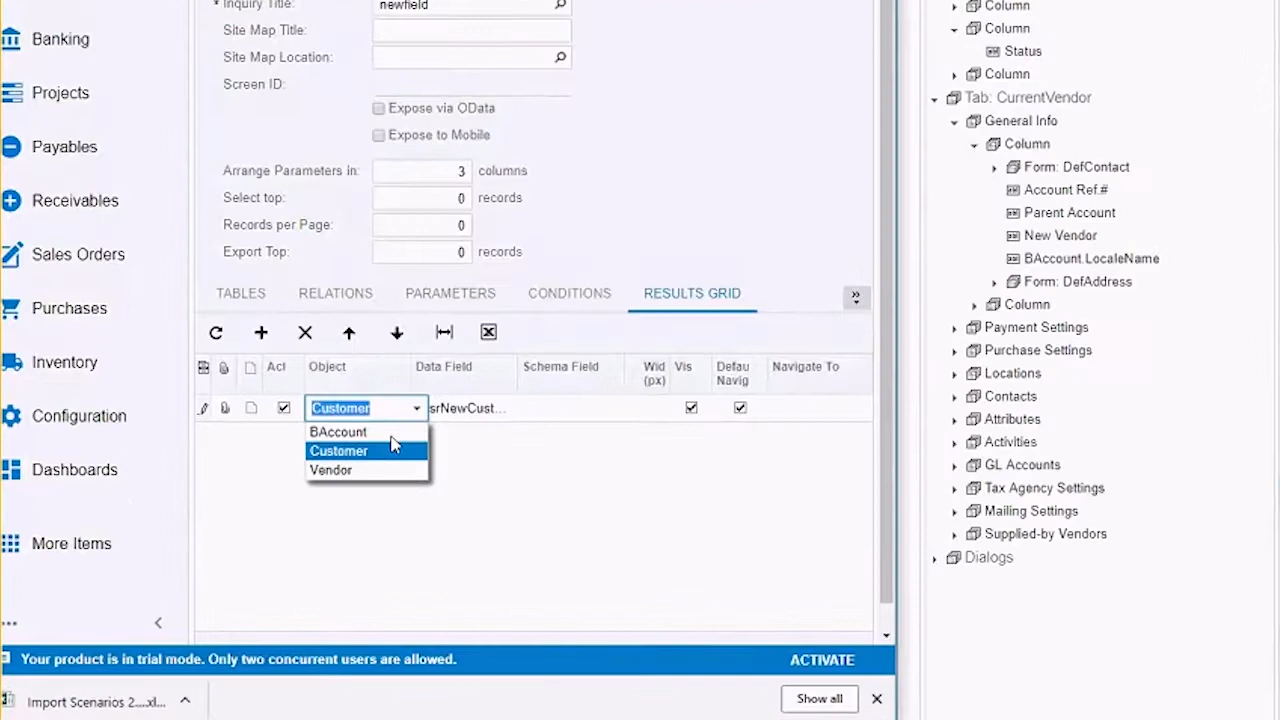 Banking
Projects
Payables
Receivables
Sales Orders
Purchases
Inventory
Configuration
Dashboards
More Items
* Inquiry Title: newfield
Site Map Title:
Site Map Location:
Screen ID:
Expose via OData
Expose to Mobile
Arrange Parameters in: 3 columns
Select top: 0 records
Records per Page: 0
Export Top: 0 records
TABLES RELATIONS PARAMETERS CONDITIONS RESULTS GRID
Act Object Data Field Schema Field Wid (px) Vis Defau Navig Navigate To
Customer srNewCust...
BAccount
Customer
Vendor
Your product is in trial mode. Only two concurrent users are allowed. ACTIVATE
Import Scenarios 2....xl... Show all
Column
Column
Status
Column
Tab: CurrentVendor
General Info
Column
Form: DefContact
Account Ref.#
Parent Account
New Vendor
BAccount.LocaleName
Form: DefAddress
Column
Payment Settings
Purchase Settings
Locations
Contacts
Attributes
Activities
GL Accounts
Tax Agency Settings
Mailing Settings
Supplied-by Vendors
Dialogs